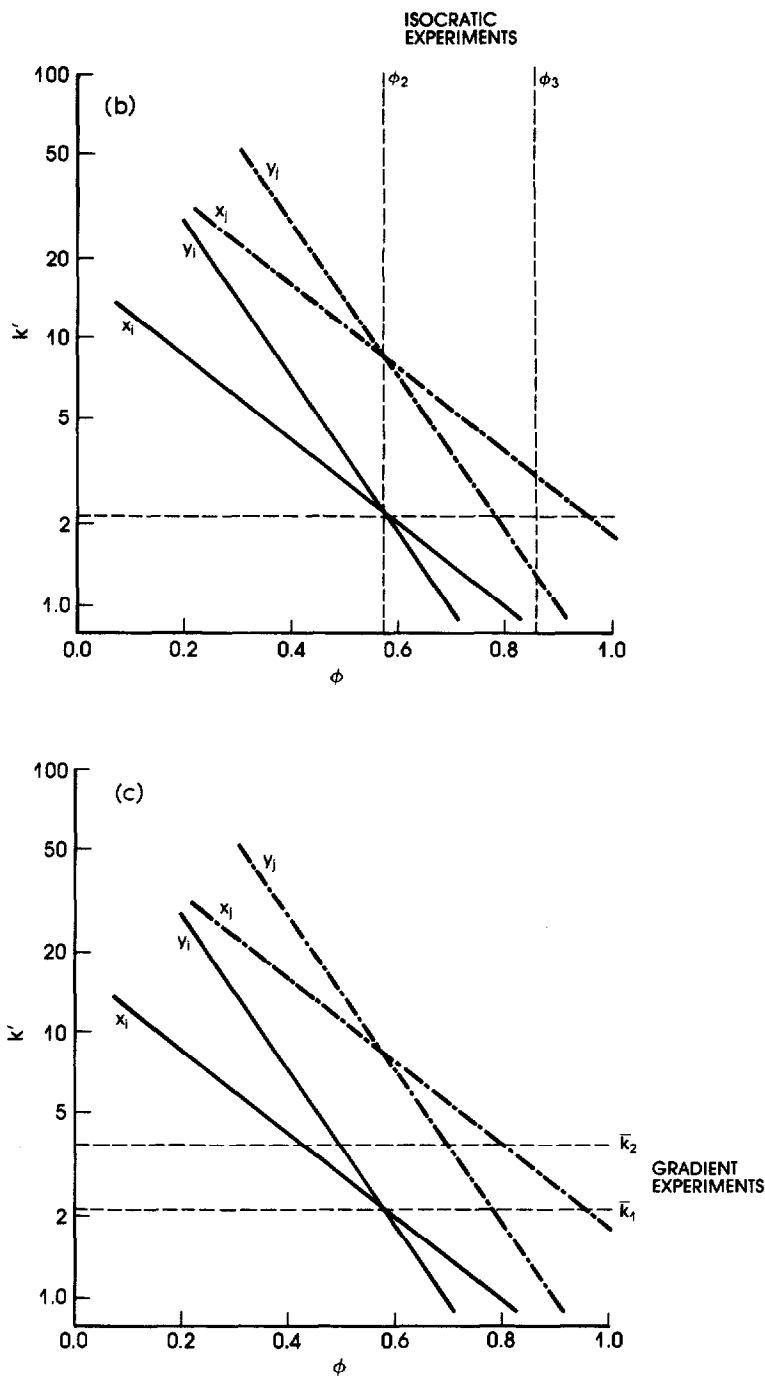 ISOCRATIC
EXPERIMENTS
(b)
ϕ2
ϕ3
100
50
20
10
5
2
1.0
k'
yj
xj
yi
xi
0.0
0.2
0.4
0.6
0.8
1.0
ϕ
(c)
100
50
20
10
5
2
1.0
k'
yj
xj
yi
xi
k̄2
k̄1
GRADIENT
EXPERIMENTS
0.0
0.2
0.4
0.6
0.8
1.0
ϕ